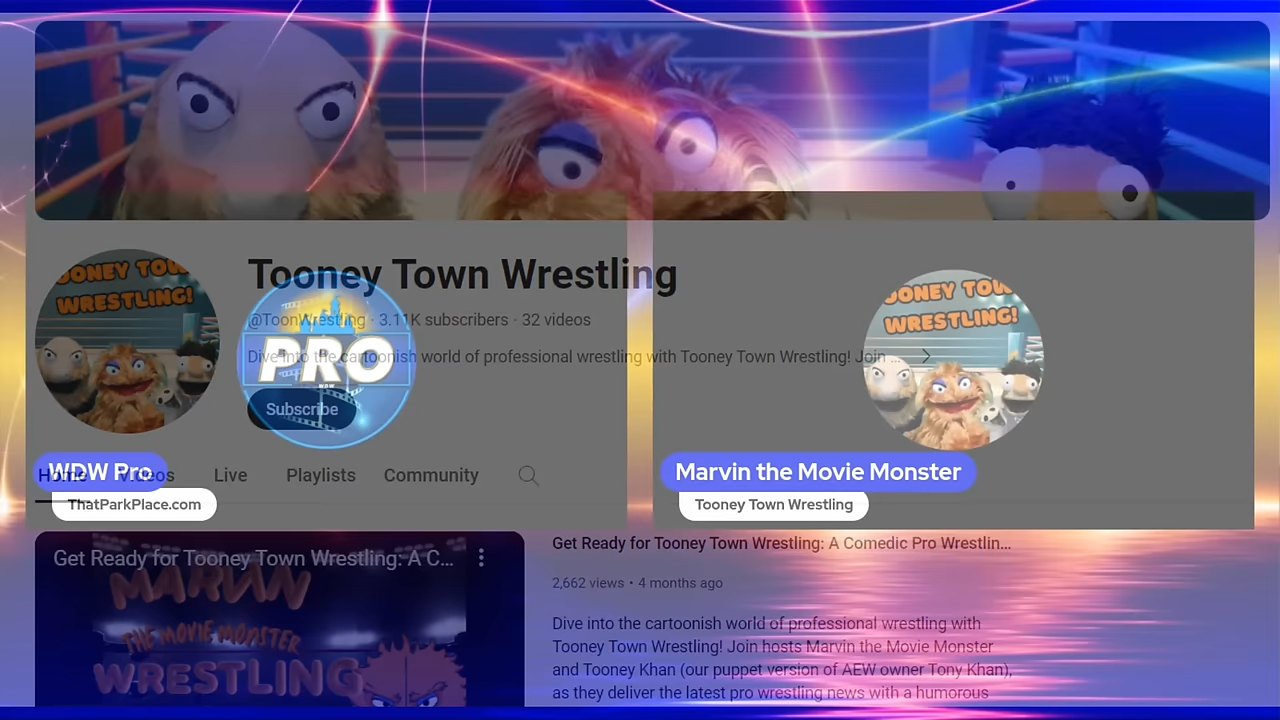 Tooney Town Wrestling
OONEY TOW
WRESTLING!
@ToonWrestling · 3.11K subscribers · 32 videos
Dive into the cartoonish world of professional wrestling with Tooney Town Wrestling! Join ...
PRO
WDW
Subscribe
OONEY TOW
WRESTLING!
Home
Videos
Live
Playlists
Community
WDW Pro
ThatParkPlace.com
Marvin the Movie Monster
Tooney Town Wrestling
Get Ready for Tooney Town Wrestling: A C...
MARVIN
THE MOVIE MONSTER
WRESTLING
Get Ready for Tooney Town Wrestling: A Comedic Pro Wrestlin...
2,662 views • 4 months ago
Dive into the cartoonish world of professional wrestling with
Tooney Town Wrestling! Join hosts Marvin the Movie Monster
and Tooney Khan (our puppet version of AEW owner Tony Khan),
as they deliver the latest pro wrestling news with a humorous